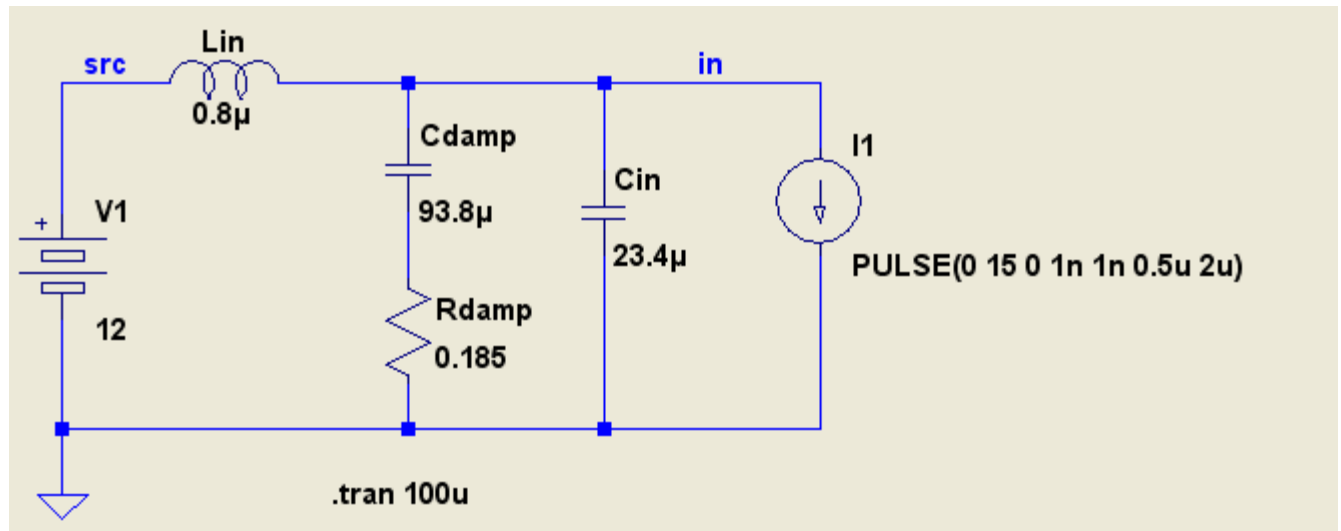 Lin
src
in
0.8µ
Cdamp
I1
Cin
V1
93.8µ
+
23.4µ
PULSE(0 15 0 1n 1n 0.5u 2u)
Rdamp
12
0.185
.tran 100u